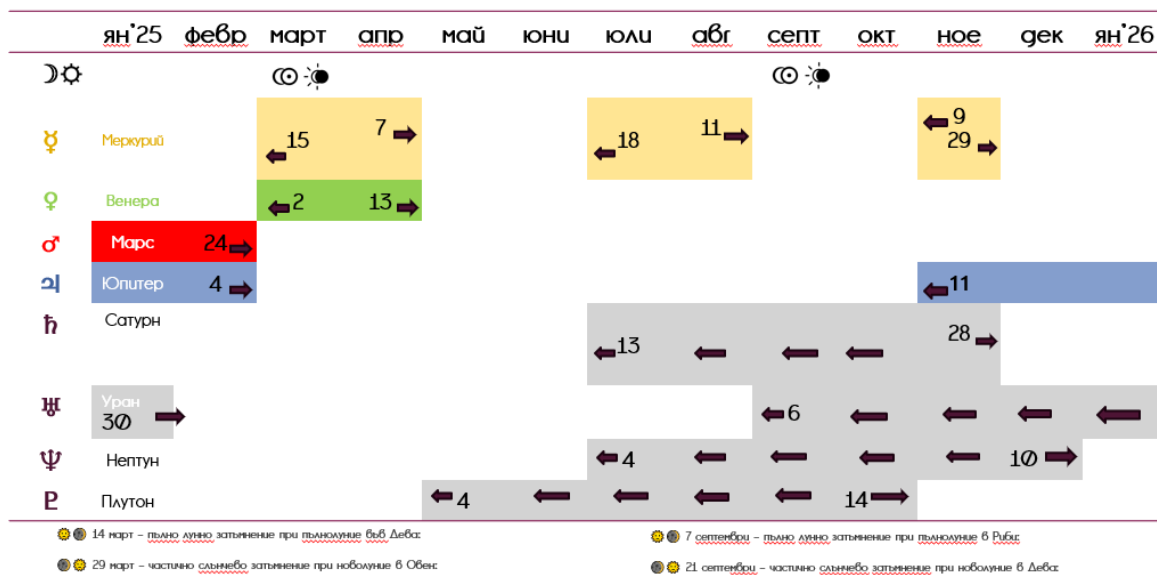 ян'25 февр март апр май юни юли авг септ окт ное дек ян'26
Меркурий 15 7 18 11 9
29
Венера 2 13
Марс 24
Юпитер 4 11
Сатурн 13 28
Уран
30 6
Нептун 4 10
Плутон 4 14
14 март – пълно лунно затъмнение при пълнолуние във Дева; 7 септември – пълно лунно затъмнение при пълнолуние в Риби;
29 март – частично слънчево затъмнение при новолуние в Овен; 21 септември – частично слънчево затъмнение при новолуние в Дева;